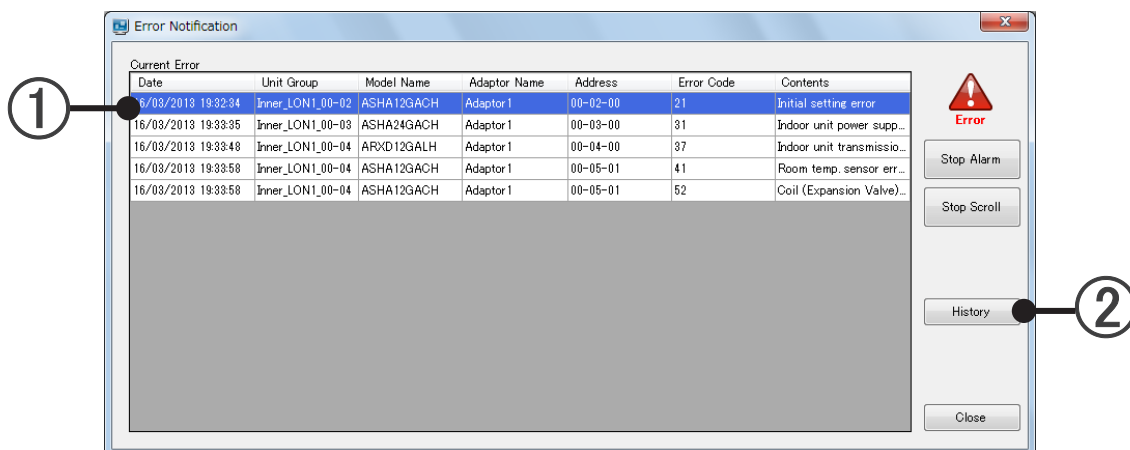 Error Notification
Current Error
Date Unit Group Model Name Adaptor Name Address Error Code Contents
6/03/2013 19:32:34 Inner_LON1_00-02 ASHA12GACH Adaptor1 00-02-00 21 Initial setting error
16/03/2013 19:33:35 Inner_LON1_00-03 ASHA24GACH Adaptor1 00-03-00 31 Indoor unit power supp...
16/03/2013 19:33:48 Inner_LON1_00-04 ARXD12GALH Adaptor1 00-04-00 37 Indoor unit transmissio...
16/03/2013 19:33:58 Inner_LON1_00-04 ASHA12GACH Adaptor1 00-05-01 41 Room temp. sensor err...
16/03/2013 19:33:58 Inner_LON1_00-04 ASHA12GACH Adaptor1 00-05-01 52 Coil (Expansion Valve)...
Error
Stop Alarm
Stop Scroll
History
Close
1
2